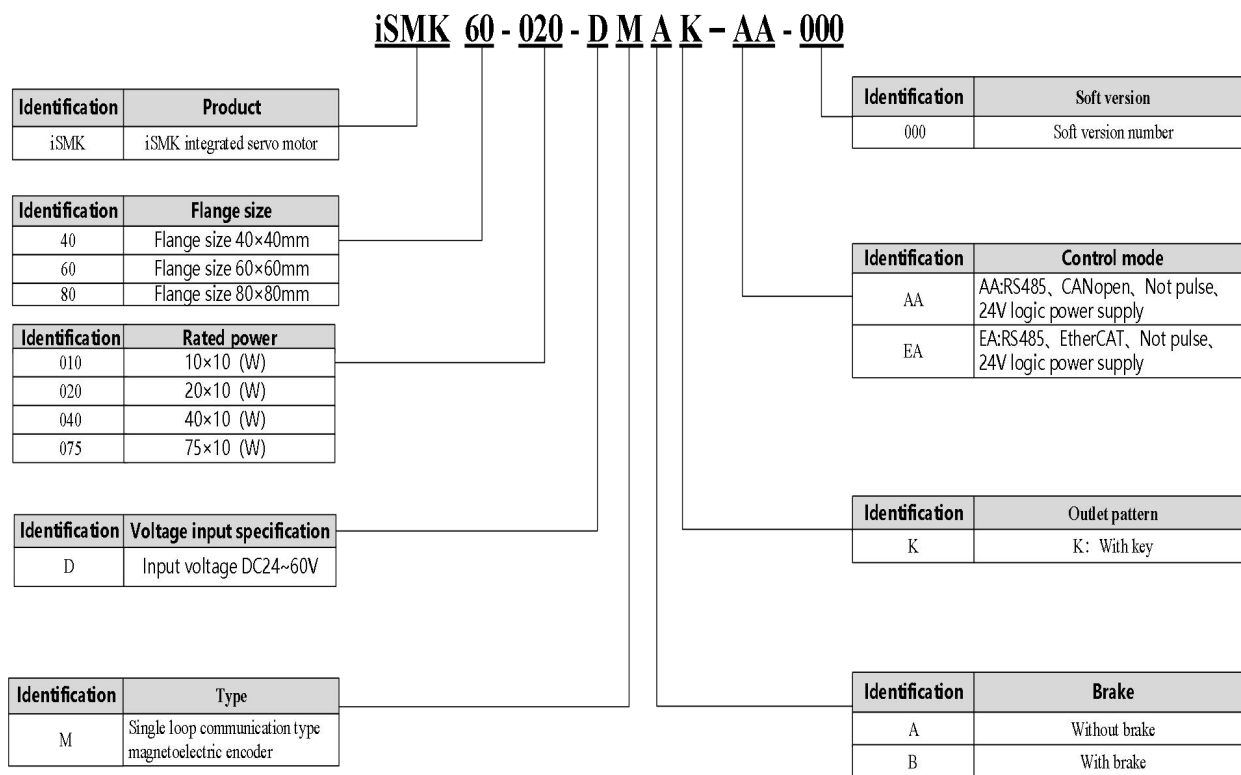 iSMK 60 - 020 - D M A K – AA - 000
Identification Product
iSMK iSMK integrated servo motor
Identification Flange size
40 Flange size 40×40mm
60 Flange size 60×60mm
80 Flange size 80×80mm
Identification Rated power
010 10×10 (W)
020 20×10 (W)
040 40×10 (W)
075 75×10 (W)
Identification Voltage input specification
D Input voltage DC24~60V
Identification Type
M Single loop communication type
magnetoelectric encoder
Identification Soft version
000 Soft version number
Identification Control mode
AA AA:RS485、CANopen、Not pulse、
24V logic power supply
EA EA:RS485、EtherCAT、Not pulse、
24V logic power supply
Identification Outlet pattern
K K：With key
Identification Brake
A Without brake
B With brake